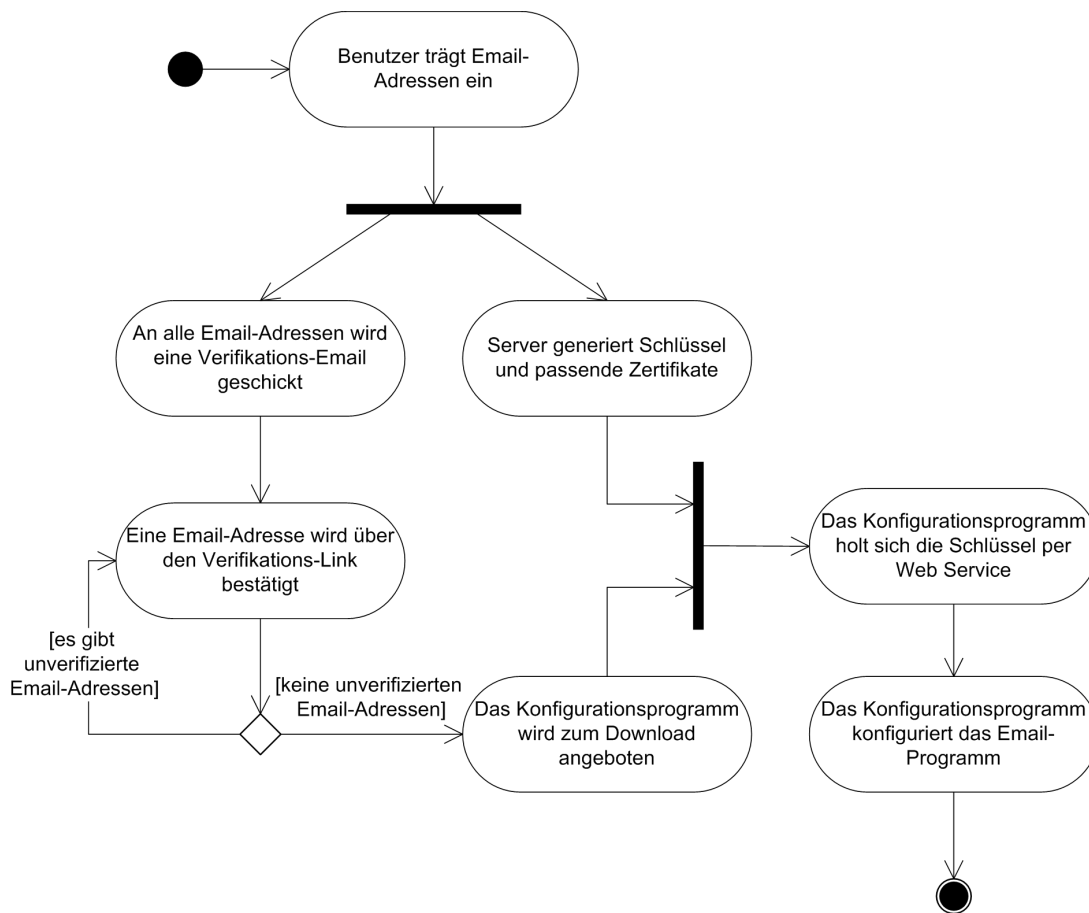 Benutzer trägt Email-
Adressen ein
An alle Email-Adressen wird
eine Verifikations-Email
geschickt
Server generiert Schlüssel
und passende Zertifikate
Eine Email-Adresse wird über
den Verifikations-Link
bestätigt
Das Konfigurationsprogramm
holt sich die Schlüssel per
Web Service
[es gibt
unverifizierte
Email-Adressen]
[keine unverifizierten
Email-Adressen]
Das Konfigurationsprogramm
wird zum Download
angeboten
Das Konfigurationsprogramm
konfiguriert das Email-
Programm